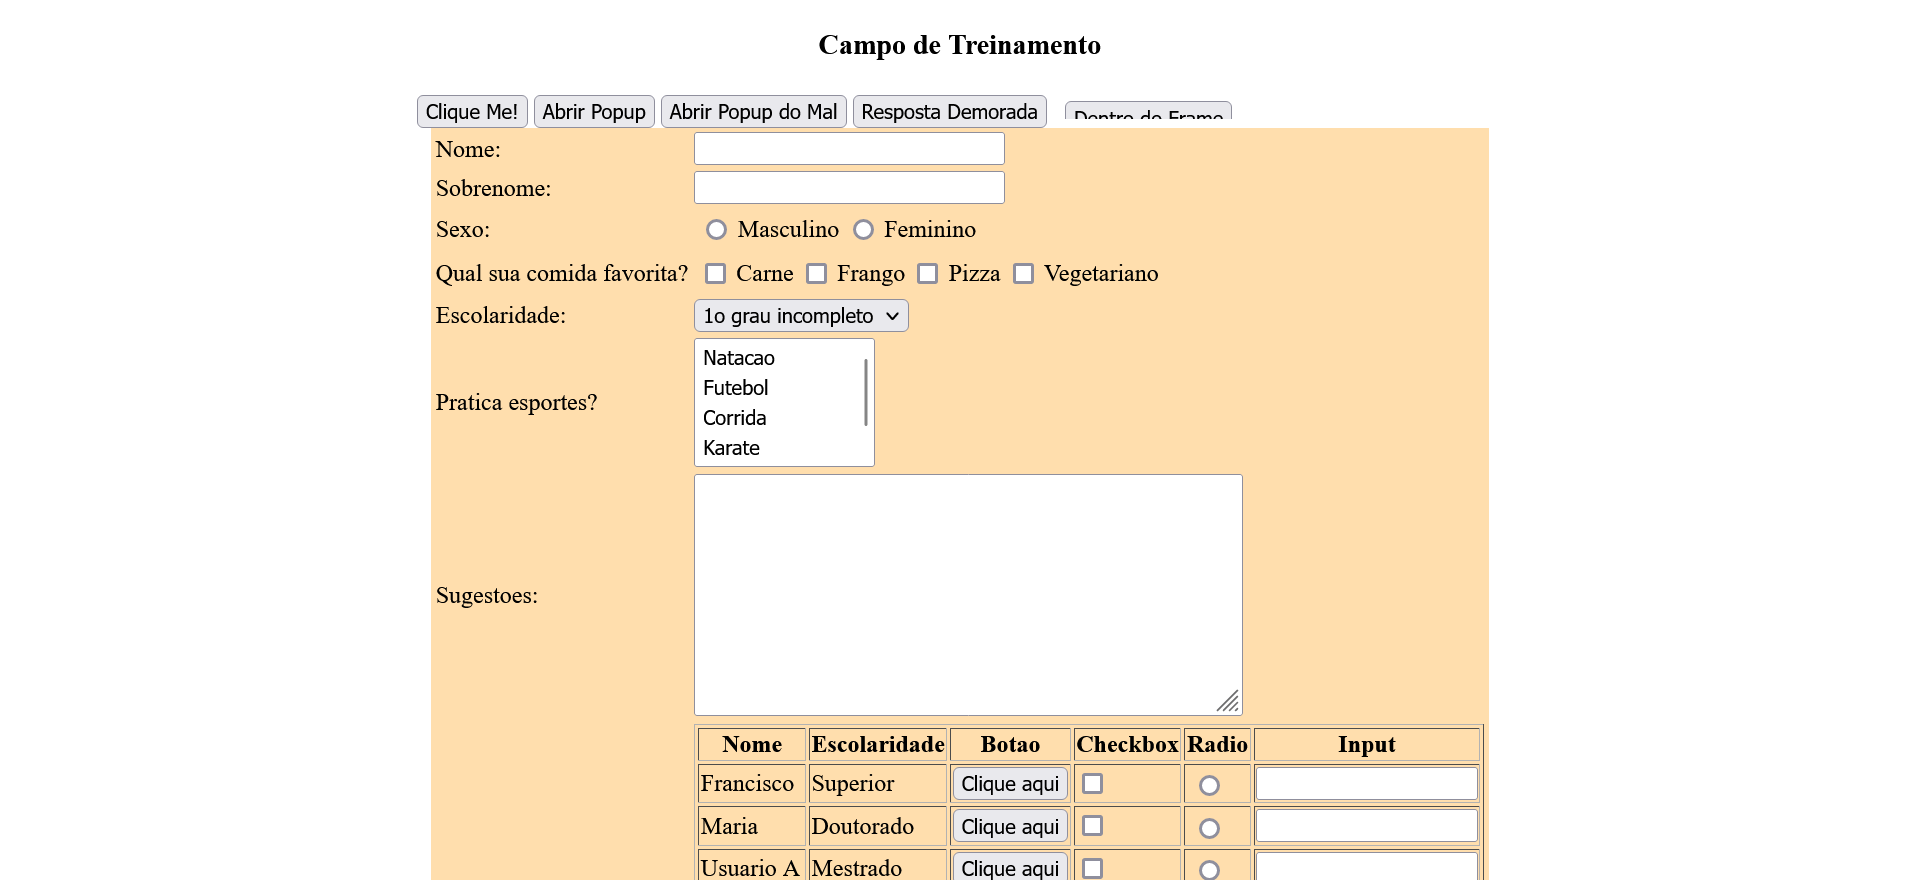 Campo de Treinamento
Clique Me! Abrir Popup Abrir Popup do Mal Resposta Demorada Dentro do Frame
Nome:
Sobrenome:
Sexo: Masculino Feminino
Qual sua comida favorita? Carne Frango Pizza Vegetariano
Escolaridade: 1o grau incompleto
Pratica esportes?
Natacao
Futebol
Corrida
Karate
Sugestoes:
Nome Escolaridade Botao Checkbox Radio Input
Francisco Superior Clique aqui
Maria Doutorado Clique aqui
Usuario A Mestrado Clique aqui